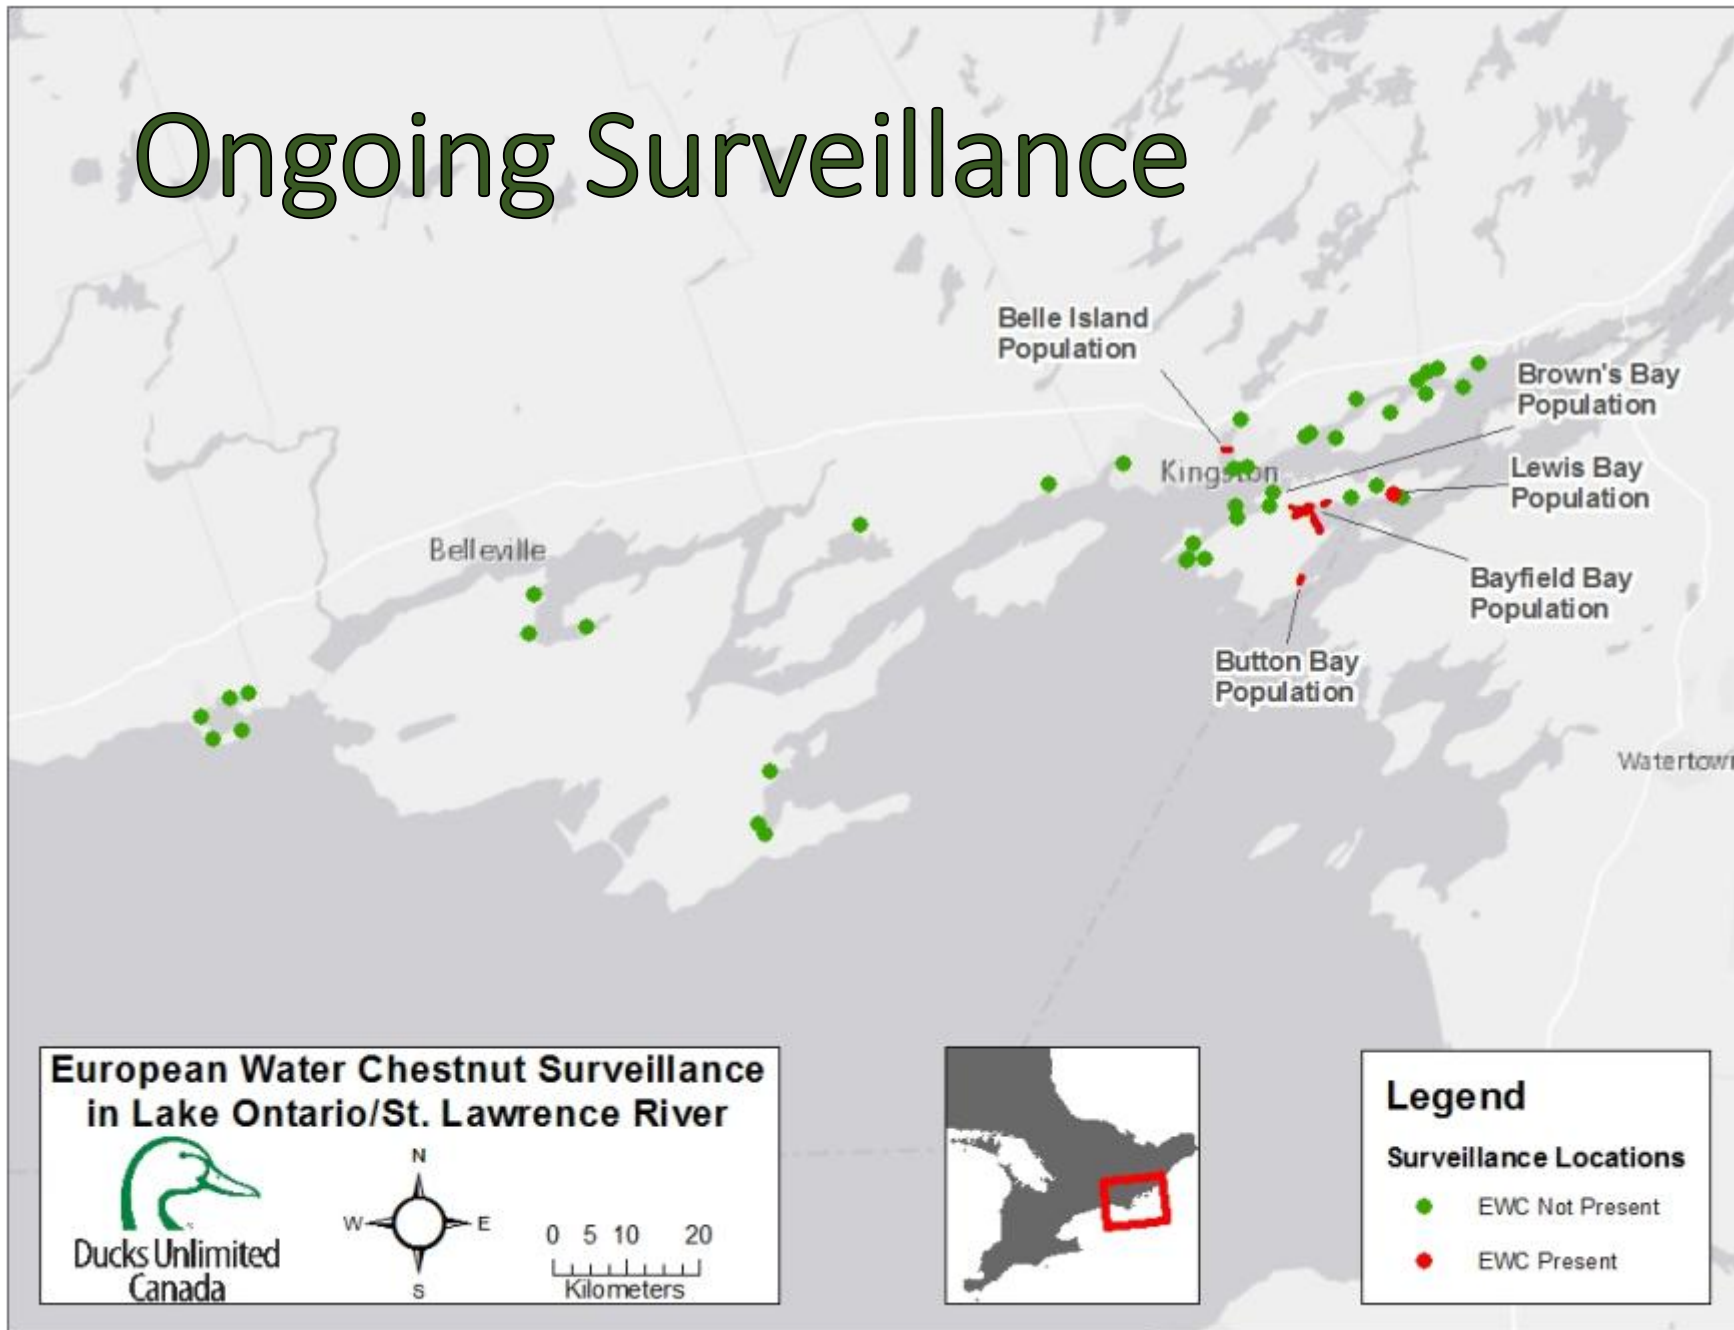 Ongoing Surveillance
Belle Island
Population
Brown's Bay
Population
Kingston
Lewis Bay
Population
Belleville
Bayfield Bay
Population
Button Bay
Population
Watertown
European Water Chestnut Surveillance
in Lake Ontario/St. Lawrence River
Ducks Unlimited
Canada
N
W E
S
0 5 10 20
Kilometers
Legend
Surveillance Locations
EWC Not Present
EWC Present